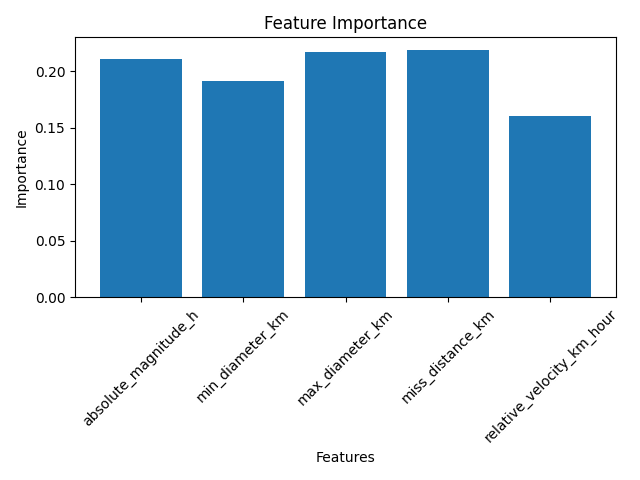 Feature Importance
Importance
0.20
0.15
0.10
0.05
0.00
absolute_magnitude_h
min_diameter_km
max_diameter_km
miss_distance_km
relative_velocity_km_hour
Features